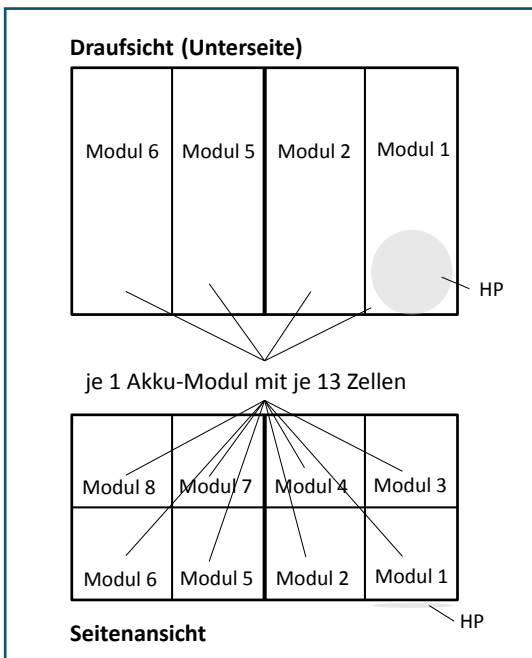 Draufsicht (Unterseite)
Modul 6 Modul 5 Modul 2 Modul 1
HP
je 1 Akku-Modul mit je 13 Zellen
Modul 8 Modul 7 Modul 4 Modul 3
Modul 6 Modul 5 Modul 2 Modul 1
HP
Seitenansicht